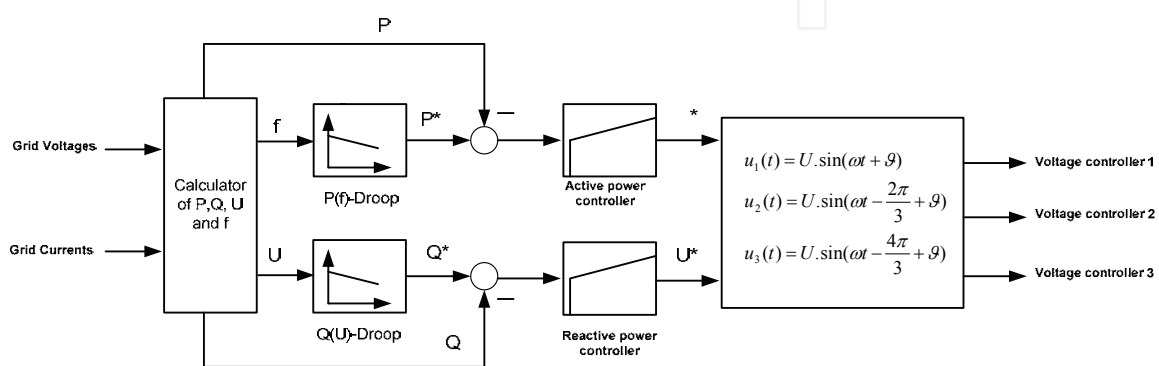 P
f
P*
*
Grid Voltages
Calculator
of P,Q, U
and f
P(f)-Droop
Active power
controller
Grid Currents
U
Q*
U*
Q(U)-Droop
Q
Reactive power
controller
u₁(t) = U.sin(ωt + ϑ)
u₂(t) = U.sin(ωt − 2π/3 + ϑ)
u₃(t) = U.sin(ωt − 4π/3 + ϑ)
Voltage controller 1
Voltage controller 2
Voltage controller 3